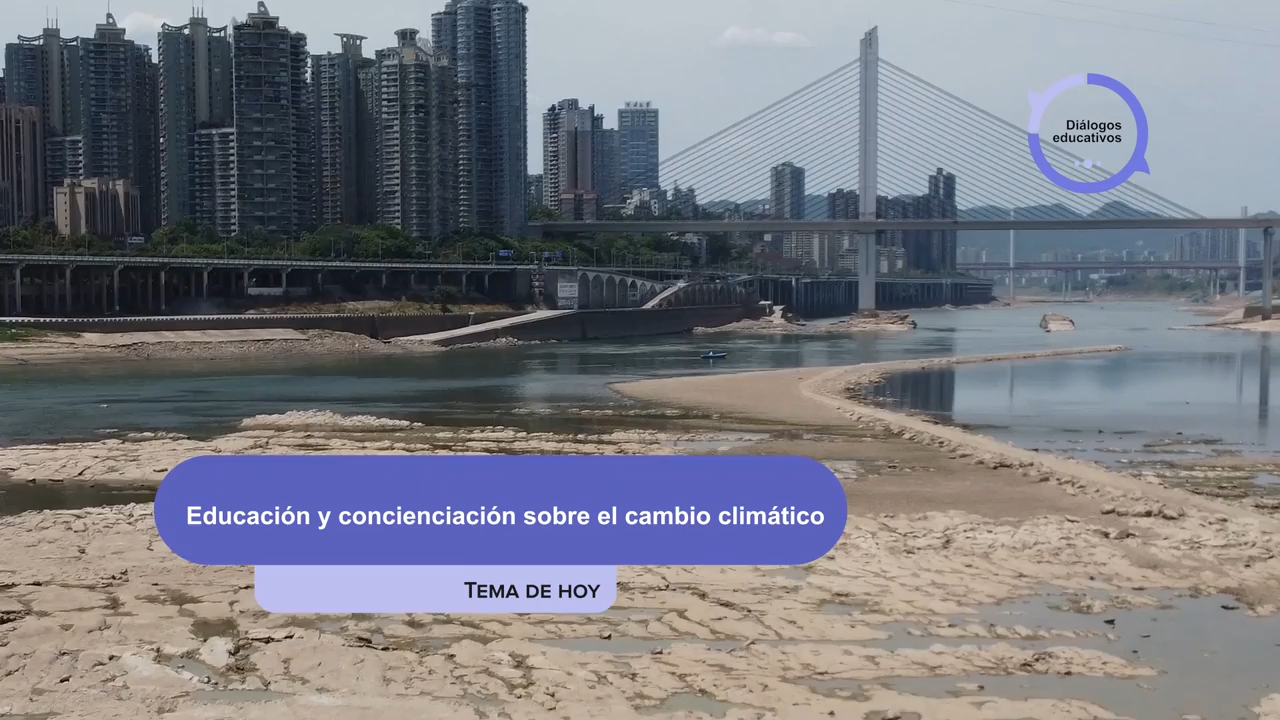 Diálogos
educativos
Educación y concienciación sobre el cambio climático
Tema de hoy